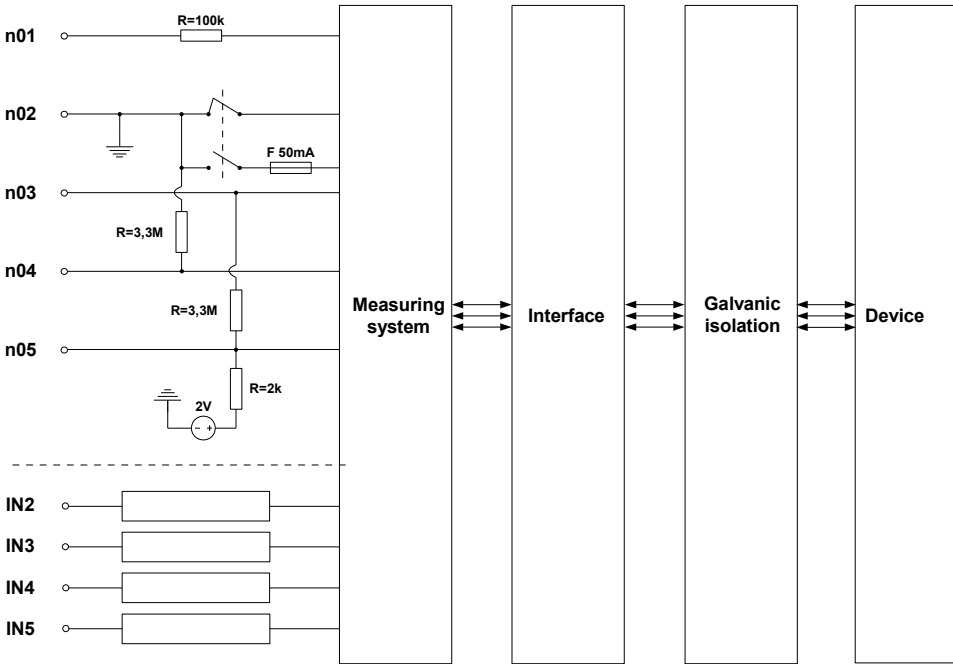 n01
R=100k
n02
F 50mA
n03
R=3,3M
n04
R=3,3M
n05
R=2k
2V
- +
IN2
IN3
IN4
IN5
Measuring
system
Interface
Galvanic
isolation
Device